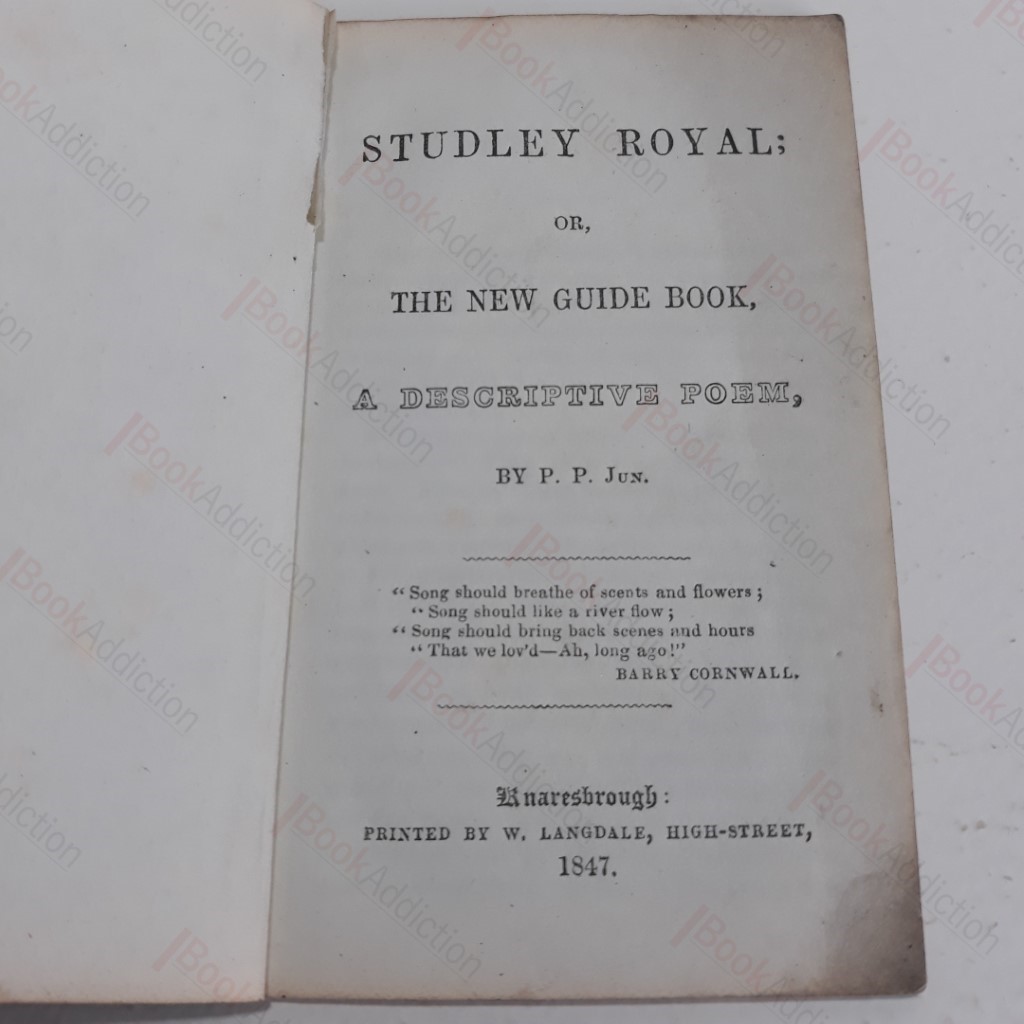 STUDLEY ROYAL;
OR,
THE NEW GUIDE BOOK,
A DESCRIPTIVE POEM,
BY P. P. JUN.
“ Song should breathe of scents and flowers ;
“ Song should like a river flow ;
“ Song should bring back scenes and hours
“ That we lov'd—Ah, long ago!”
BARRY CORNWALL.
Knaresbrough :
PRINTED BY W. LANGDALE, HIGH-STREET,
1847.
BookAddiction